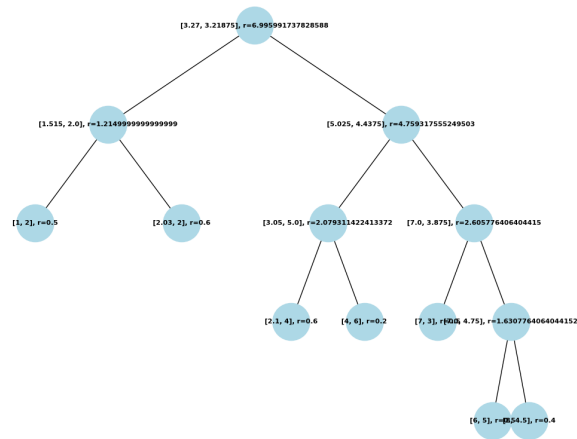 [3.27, 3.21875], r=6.995991737828588
[1.515, 2.0], r=1.2149999999999999
[5.025, 4.4375], r=4.759317555249503
[1, 2], r=0.5
[2.03, 2], r=0.6
[3.05, 5.0], r=2.079311422413372
[7.0, 3.875], r=2.6057764064044415
[2.1, 4], r=0.6
[4, 6], r=0.2
[7, 3],
4.75], r=1.6307764064044152
[6, 5],
4.5], r=0.4